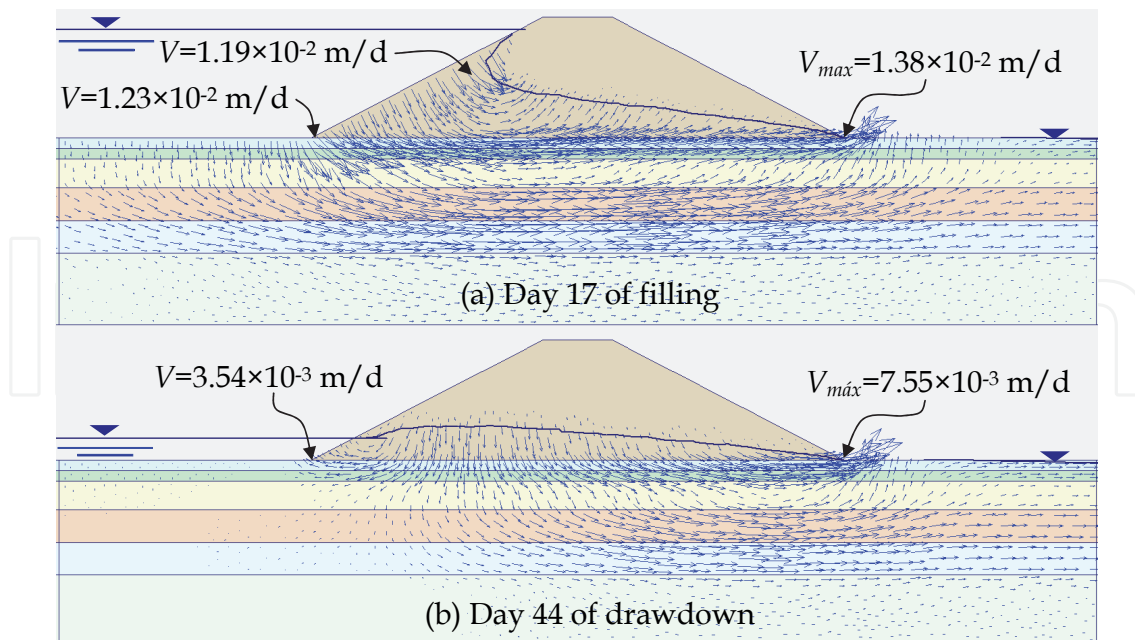 V=1.19×10-2 m/d
Vmax=1.38×10-2 m/d
V=1.23×10-2 m/d
(a) Day 17 of filling
V=3.54×10-3 m/d
Vmáx=7.55×10-3 m/d
(b) Day 44 of drawdown